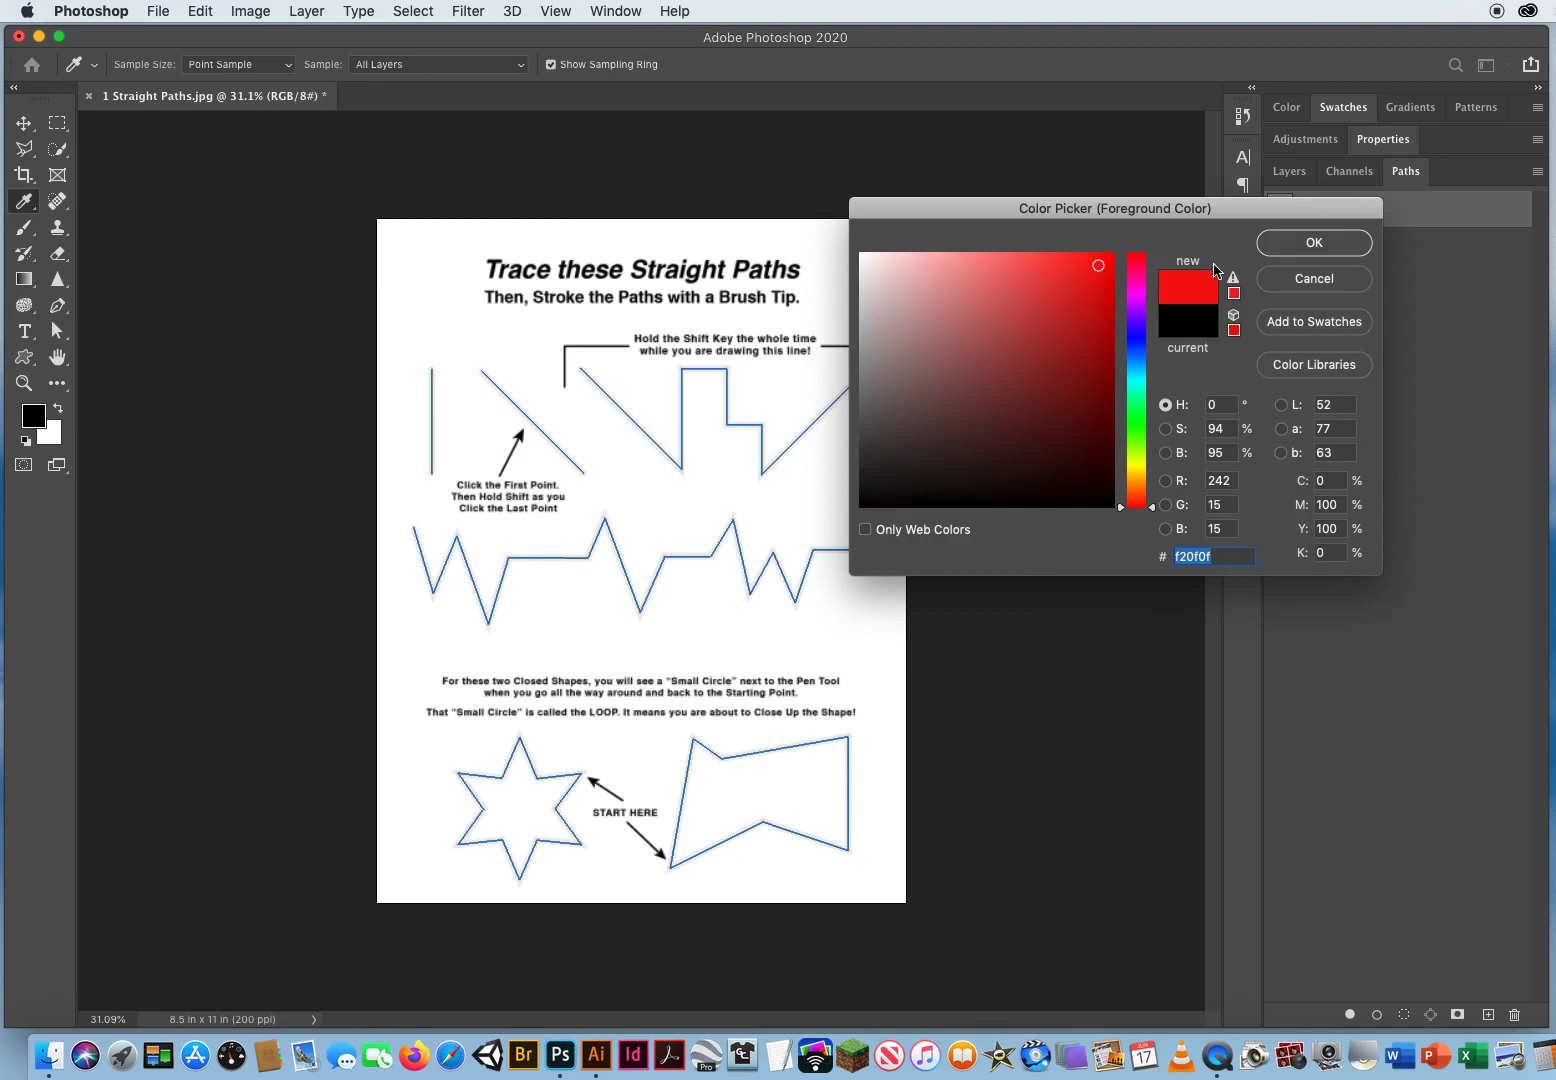 Photoshop File Edit Image Layer Type Select Filter 3D View Window Help
Adobe Photoshop 2020
Sample Size: Point Sample Sample: All Layers Show Sampling Ring
1 Straight Paths.jpg @ 31.1% (RGB/8#) *
Color Swatches Gradients Patterns
Adjustments Properties
Layers Channels Paths
Color Picker (Foreground Color)
new
current
OK
Cancel
Add to Swatches
Color Libraries
H: 0 °
S: 94 %
B: 95 %
R: 242
G: 15
B: 15
# f20f0f
L: 52
a: 77
b: 63
C: 0 %
M: 100 %
Y: 100 %
K: 0 %
Only Web Colors
Trace these Straight Paths
Then, Stroke the Paths with a Brush Tip.
Hold the Shift Key the whole time
while you are drawing this line!
Click the First Point.
Then Hold Shift as you
Click the Last Point
For these two Closed Shapes, you will see a "Small Circle" next to the Pen Tool
when you go all the way around and back to the Starting Point.
That "Small Circle" is called the LOOP. It means you are about to Close Up the Shape!
START HERE
31.09% 8.5 in x 11 in (200 ppi)
Br Ps Ai Id Pro JUN 17 W P X